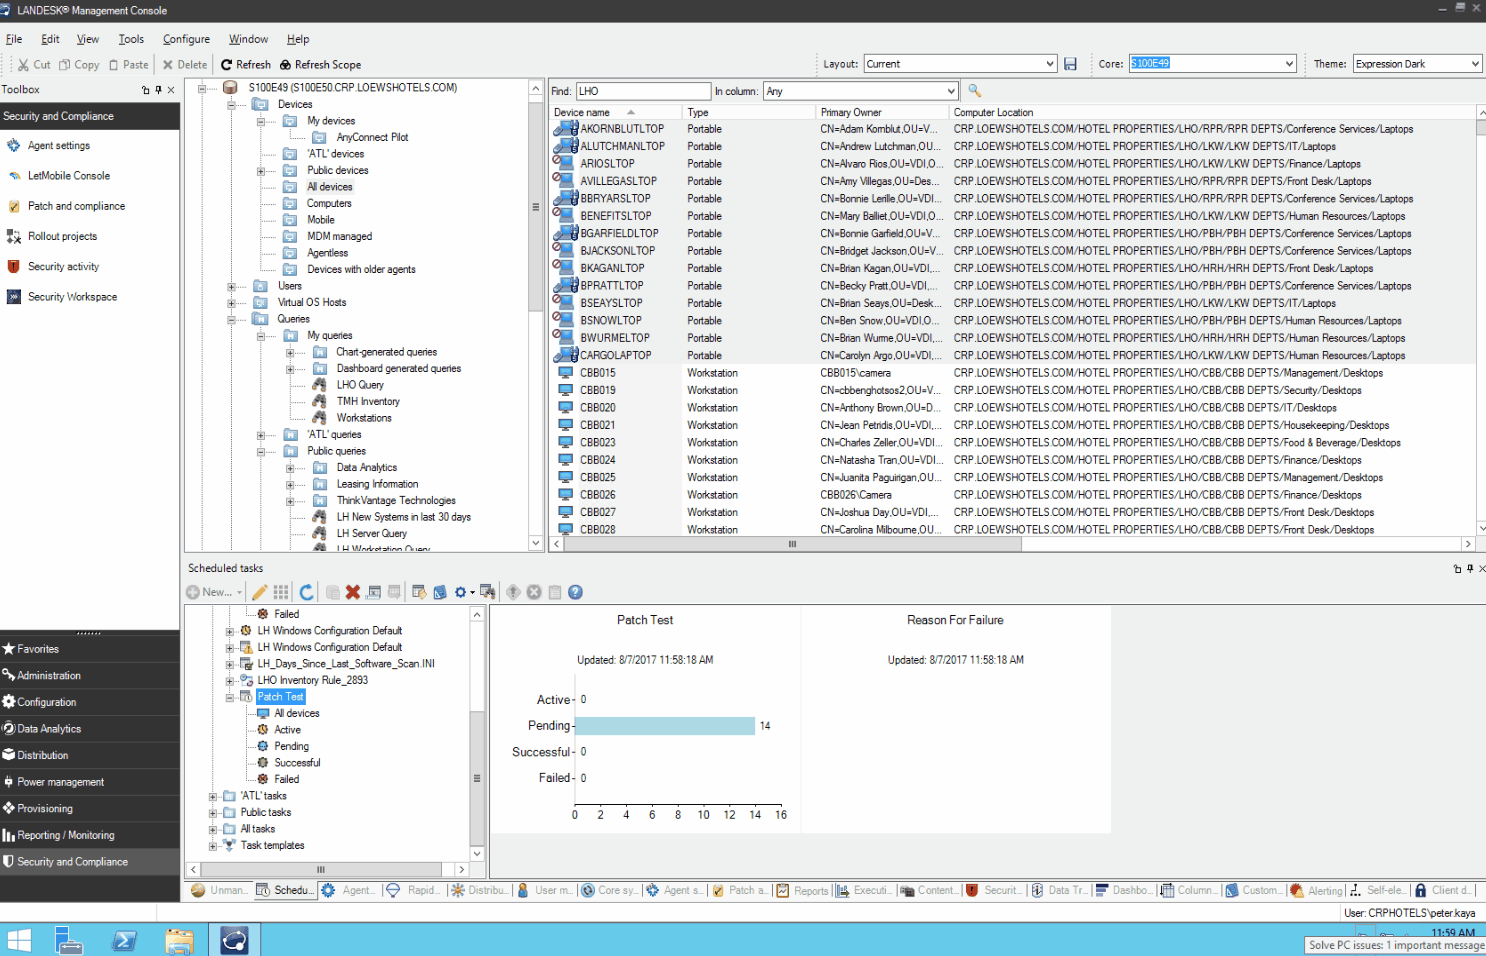 LANDESK® Management Console
File Edit View Tools Configure Window Help
Cut Copy Paste Delete Refresh Refresh Scope Layout: Current Core: S100E49 Theme: Expression Dark
Toolbox
Security and Compliance
Agent settings
LetMobile Console
Patch and compliance
Rollout projects
Security activity
Security Workspace
Favorites
Administration
Configuration
Data Analytics
Distribution
Power management
Provisioning
Reporting / Monitoring
Security and Compliance
S100E49 (S100E50.CRP.LOEWSHOTELS.COM)
Devices
My devices
AnyConnect Pilot
'ATL' devices
Public devices
All devices
Computers
Mobile
MDM managed
Agentless
Devices with older agents
Users
Virtual OS Hosts
Queries
My queries
Chart-generated queries
Dashboard generated queries
LHO Query
TMH Inventory
Workstations
'ATL' queries
Public queries
Data Analytics
Leasing Information
ThinkVantage Technologies
LH New Systems in last 30 days
LH Server Query
LH Workstation Query
Find: LHO In column: Any
Device name Type Primary Owner Computer Location
AKORNBLUTLTOP Portable CN=Adam Kornblut,OU=V... CRP.LOEWSHOTELS.COM/HOTEL PROPERTIES/LHO/RPR/RPR DEPTS/Conference Services/Laptops
ALUTCHMANLTOP Portable CN=Andrew Lutchman,OU... CRP.LOEWSHOTELS.COM/HOTEL PROPERTIES/LHO/LKW/LKW DEPTS/IT/Laptops
ARIOSLTOP Portable CN=Alvaro Rios,OU=VDI,O... CRP.LOEWSHOTELS.COM/HOTEL PROPERTIES/LHO/LKW/LKW DEPTS/Finance/Laptops
AVILLEGASLTOP Portable CN=Amy Villegas,OU=Des... CRP.LOEWSHOTELS.COM/HOTEL PROPERTIES/LHO/RPR/RPR DEPTS/Front Desk/Laptops
BBRYARSLTOP Portable CN=Bonnie Lerille,OU=VDI... CRP.LOEWSHOTELS.COM/HOTEL PROPERTIES/LHO/RPR/RPR DEPTS/Conference Services/Laptops
BENEFITSLTOP Portable CN=Mary Balliet,OU=VDI,O... CRP.LOEWSHOTELS.COM/HOTEL PROPERTIES/LHO/LKW/LKW DEPTS/Human Resources/Laptops
BGARFIELDLTOP Portable CN=Bonnie Garfield,OU=V... CRP.LOEWSHOTELS.COM/HOTEL PROPERTIES/LHO/PBH/PBH DEPTS/Conference Services/Laptops
BJACKSONLTOP Portable CN=Bridget Jackson,OU=V... CRP.LOEWSHOTELS.COM/HOTEL PROPERTIES/LHO/LKW/LKW DEPTS/Conference Services/Laptops
BKAGANLTOP Portable CN=Brian Kagan,OU=VDI,... CRP.LOEWSHOTELS.COM/HOTEL PROPERTIES/LHO/HRH/HRH DEPTS/Front Desk/Laptops
BPRATTLTOP Portable CN=Becky Pratt,OU=VDI,... CRP.LOEWSHOTELS.COM/HOTEL PROPERTIES/LHO/PBH/PBH DEPTS/Conference Services/Laptops
BSEAYSLTOP Portable CN=Brian Seays,OU=Desk... CRP.LOEWSHOTELS.COM/HOTEL PROPERTIES/LHO/LKW/LKW DEPTS/IT/Laptops
BSNOWLTOP Portable CN=Ben Snow,OU=VDI,O... CRP.LOEWSHOTELS.COM/HOTEL PROPERTIES/LHO/PBH/PBH DEPTS/Human Resources/Laptops
BWURMELTOP Portable CN=Brian Wurme,OU=VDI,... CRP.LOEWSHOTELS.COM/HOTEL PROPERTIES/LHO/HRH/HRH DEPTS/Human Resources/Laptops
CARGOLAPTOP Portable CN=Carolyn Argo,OU=VDI,... CRP.LOEWSHOTELS.COM/HOTEL PROPERTIES/LHO/LKW/LKW DEPTS/Human Resources/Laptops
CBB015 Workstation CBB015\camera CRP.LOEWSHOTELS.COM/HOTEL PROPERTIES/LHO/CBB/CBB DEPTS/Management/Desktops
CBB019 Workstation CN=cbbenghotsos2,OU=V... CRP.LOEWSHOTELS.COM/HOTEL PROPERTIES/LHO/CBB/CBB DEPTS/Security/Desktops
CBB020 Workstation CN=Anthony Brown,OU=D... CRP.LOEWSHOTELS.COM/HOTEL PROPERTIES/LHO/CBB/CBB DEPTS/IT/Desktops
CBB021 Workstation CN=Jean Petridis,OU=VDI... CRP.LOEWSHOTELS.COM/HOTEL PROPERTIES/LHO/CBB/CBB DEPTS/Housekeeping/Desktops
CBB023 Workstation CN=Charles Zeller,OU=VDI... CRP.LOEWSHOTELS.COM/HOTEL PROPERTIES/LHO/CBB/CBB DEPTS/Food & Beverage/Desktops
CBB024 Workstation CN=Natasha Tran,OU=VDI... CRP.LOEWSHOTELS.COM/HOTEL PROPERTIES/LHO/CBB/CBB DEPTS/Finance/Desktops
CBB025 Workstation CN=Juanita Paguirigan,OU... CRP.LOEWSHOTELS.COM/HOTEL PROPERTIES/LHO/CBB/CBB DEPTS/Management/Desktops
CBB026 Workstation CBB026\Camera CRP.LOEWSHOTELS.COM/HOTEL PROPERTIES/LHO/CBB/CBB DEPTS/Finance/Desktops
CBB027 Workstation CN=Joshua Day,OU=VDI,... CRP.LOEWSHOTELS.COM/HOTEL PROPERTIES/LHO/CBB/CBB DEPTS/Front Desk/Desktops
CBB028 Workstation CN=Carolina Milbourne,OU... CRP.LOEWSHOTELS.COM/HOTEL PROPERTIES/LHO/CBB/CBB DEPTS/Front Desk/Desktops
Scheduled tasks
New...
Failed
LH Windows Configuration Default
LH Windows Configuration Default
LH_Days_Since_Last_Software_Scan.INI
LHO Inventory Rule_2893
Patch Test
All devices
Active
Pending
Successful
Failed
'ATL' tasks
Public tasks
All tasks
Task templates
Patch Test
Updated: 8/7/2017 11:58:18 AM
Active 0
Pending 14
Successful 0
Failed 0
0 2 4 6 8 10 12 14 16
Reason For Failure
Updated: 8/7/2017 11:58:18 AM
Unman... Schedu... Agent... Rapid... Distribu... User m... Core sy... Agent s... Patch a... Reports Executi... Content... Securit... Data Tr... Dashbo... Column... Custom... Alerting Self-ele... Client d...
User: CRPHOTELS\peter.kaya
11:59 AM
Solve PC issues: 1 important message